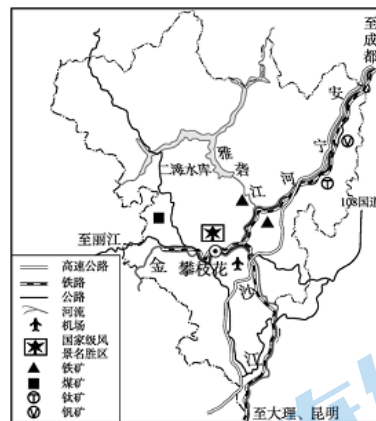 至成都
安宁河
雅砻江
二滩水库
108国道
至丽江
金沙江
攀枝花
至大理、昆明
高速公路
铁路
公路
河流
机场
国家级风
景名胜区
铁矿
煤矿
钛矿
钒矿